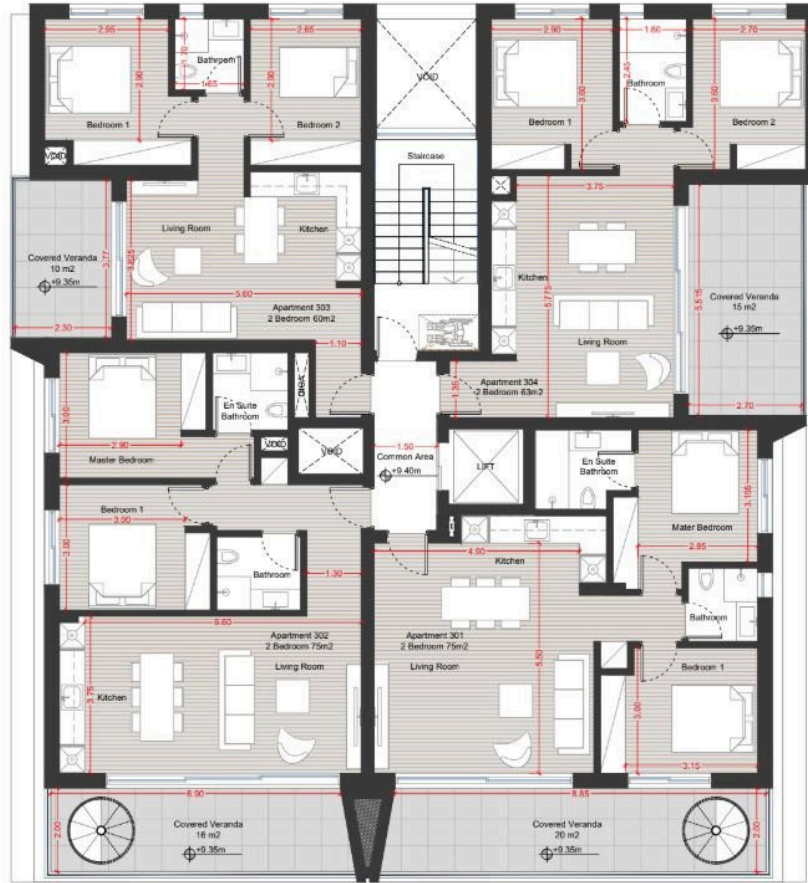 2.95
1.70
Bathroom
1.65
2.65
2.90
2.90
Bedroom 1
Bedroom 2
VOID
VOID
Staircase
2.90
1.60
2.70
2.45
Bathroom
3.60
3.60
Bedroom 1
Bedroom 2
Living Room
Kitchen
Covered Veranda
10 m2
+9.35m
3.77
3.825
5.60
2.30
Apartment 303
2 Bedroom 60m2
1.10
3.75
Kitchen
5.775
Living Room
5.515
Covered Veranda
15 m2
+9.35m
Apartment 304
2 Bedroom 63m2
1.35
2.70
3.00
En Suite
Bathroom
2.90
Master Bedroom
VOID
VOID
1.50
Common Area
+9.40m
LIFT
En Suite
Bathroom
3.105
Mater Bedroom
2.85
Bedroom 1
3.00
3.00
Bathroom
1.30
4.90
Kitchen
Bathroom
Apartment 302
2 Bedroom 75m2
Living Room
3.75
Kitchen
Apartment 301
2 Bedroom 75m2
Living Room
5.50
Bedroom 1
3.00
3.15
6.90
8.85
2.00
Covered Veranda
16 m2
+9.35m
Covered Veranda
20 m2
+9.35m
2.00